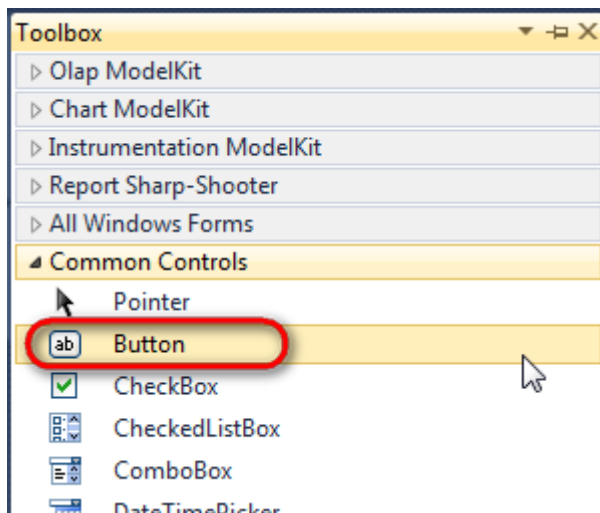 Toolbox
Olap ModelKit
Chart ModelKit
Instrumentation ModelKit
Report Sharp-Shooter
All Windows Forms
Common Controls
Pointer
ab Button
CheckBox
CheckedListBox
ComboBox
DateTimePicker